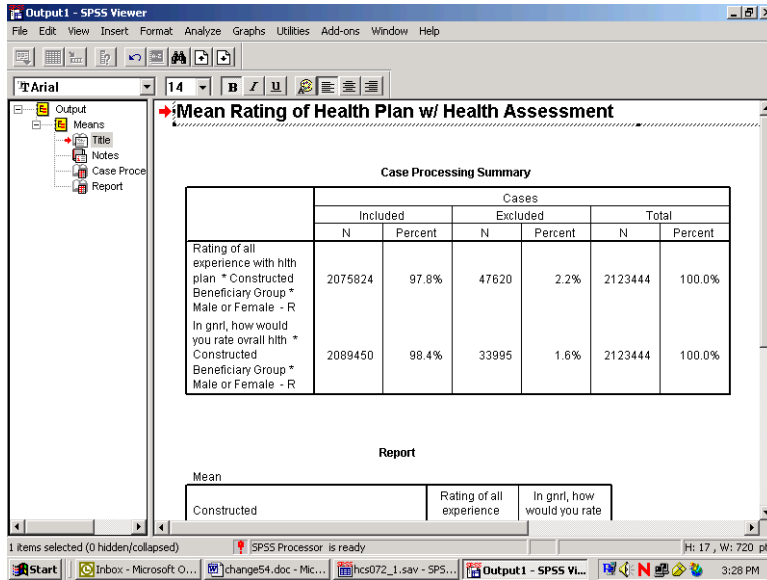 Output1 - SPSS Viewer
File Edit View Insert Format Analyze Graphs Utilities Add-ons Window Help
Arial 14 B I U
Output
Means
Title
Notes
Case Proce
Report
Mean Rating of Health Plan w/ Health Assessment
Case Processing Summary
Cases
Included Excluded Total
N Percent N Percent N Percent
Rating of all
experience with hlth
plan * Constructed
Beneficiary Group *
Male or Female - R
2075824 97.8% 47620 2.2% 2123444 100.0%
In gnrl, how would
you rate ovrall hlth *
Constructed
Beneficiary Group *
Male or Female - R
2089450 98.4% 33995 1.6% 2123444 100.0%
Report
Mean
Constructed
Rating of all
experience
In gnrl, how
would you rate
1 items selected (0 hidden/collapsed) SPSS Processor is ready H: 17 , W: 720 pt
Start Inbox - Microsoft O... change54.doc - Mic... hcs072_1.sav - SPS... Output1 - SPSS Vi... 3:28 PM